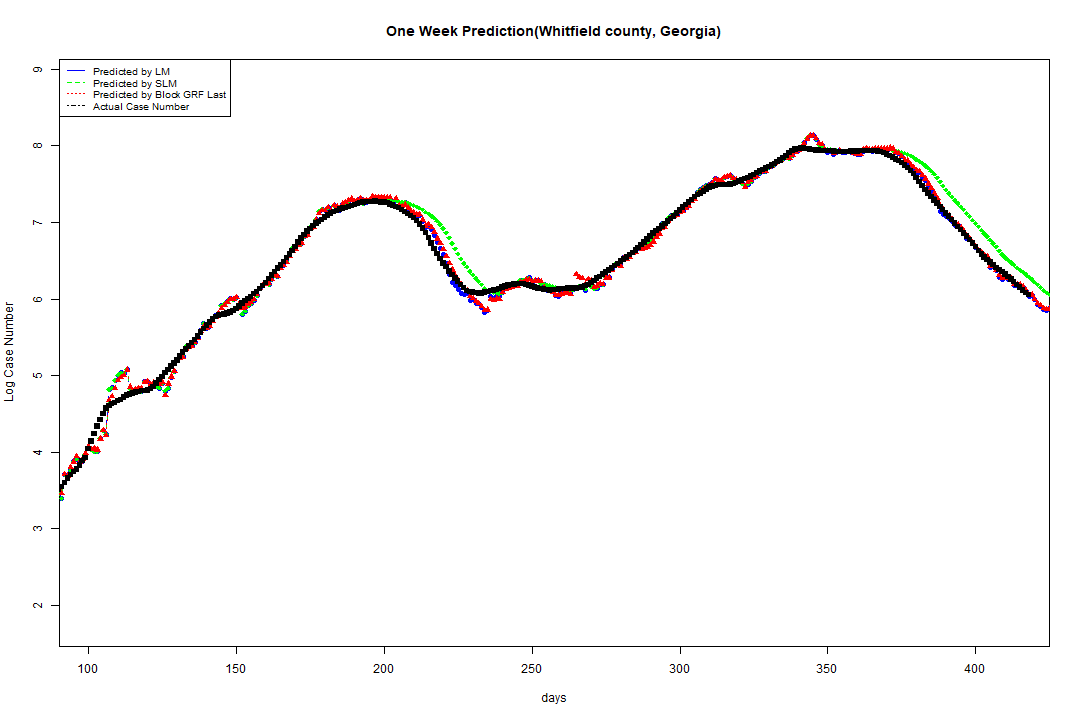 One Week Prediction(Whitfield county, Georgia)
Predicted by LM
Predicted by SLM
Predicted by Block GRF Last
Actual Case Number
9
8
7
6
5
4
3
2
Log Case Number
100 150 200 250 300 350 400
days